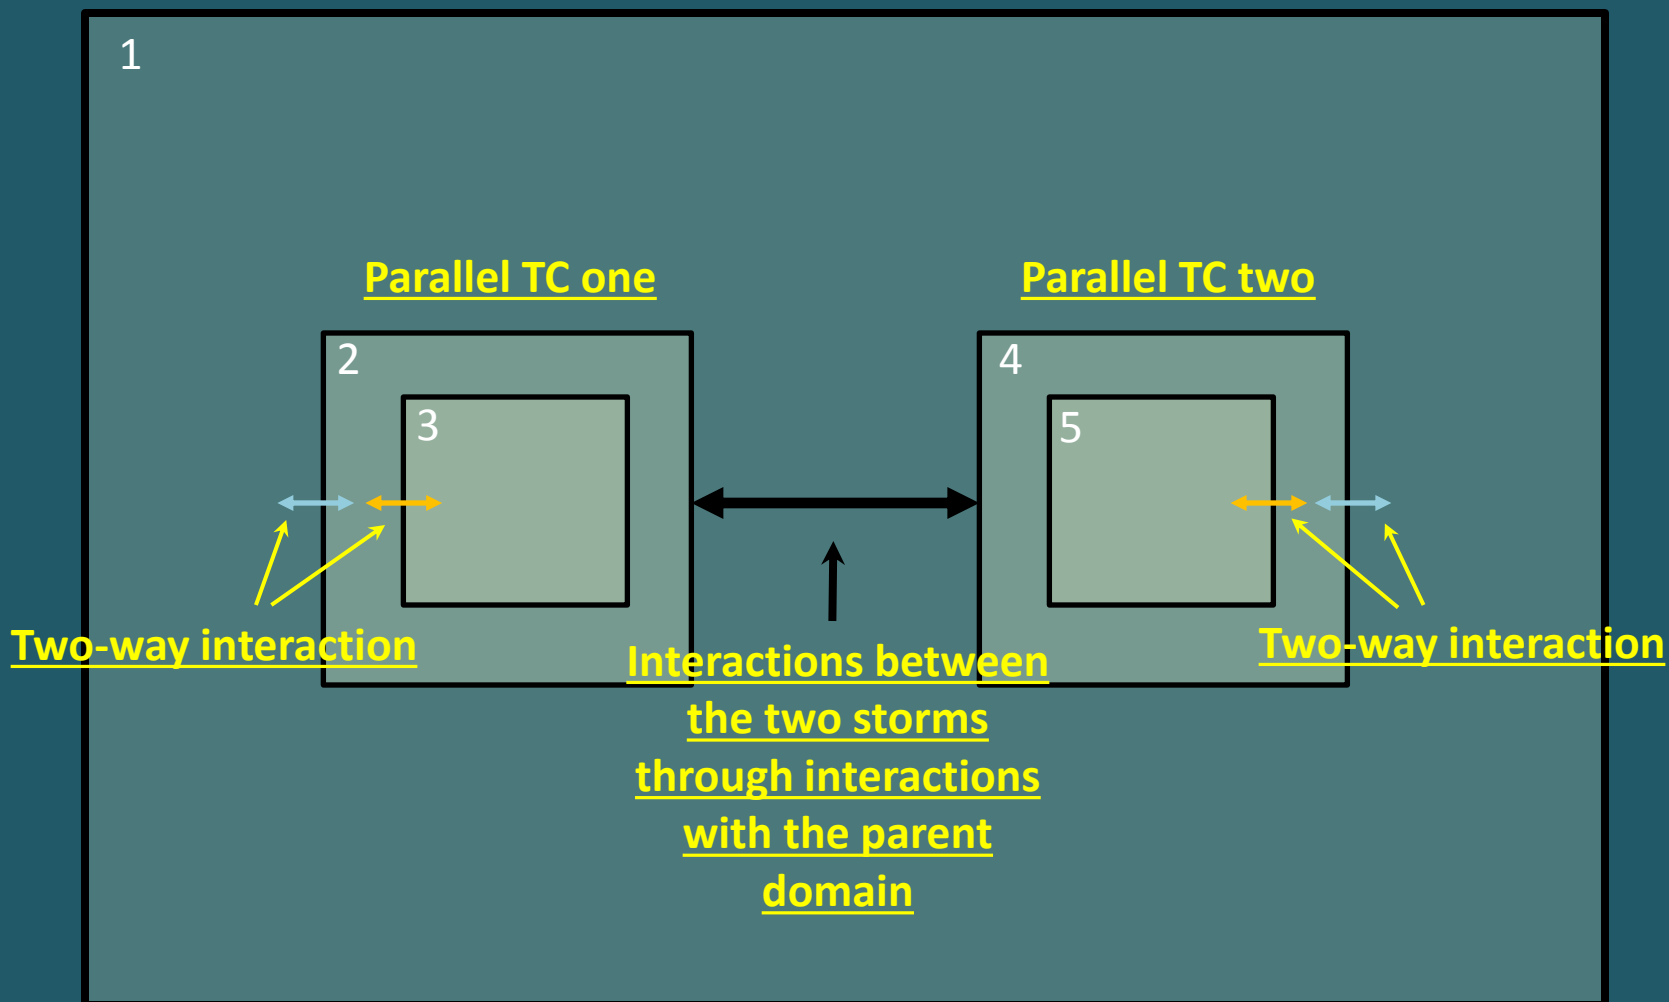 1
Parallel TC one
Parallel TC two
2
4
3
5
Two-way interaction
Two-way interaction
Interactions between
the two storms
through interactions
with the parent
domain